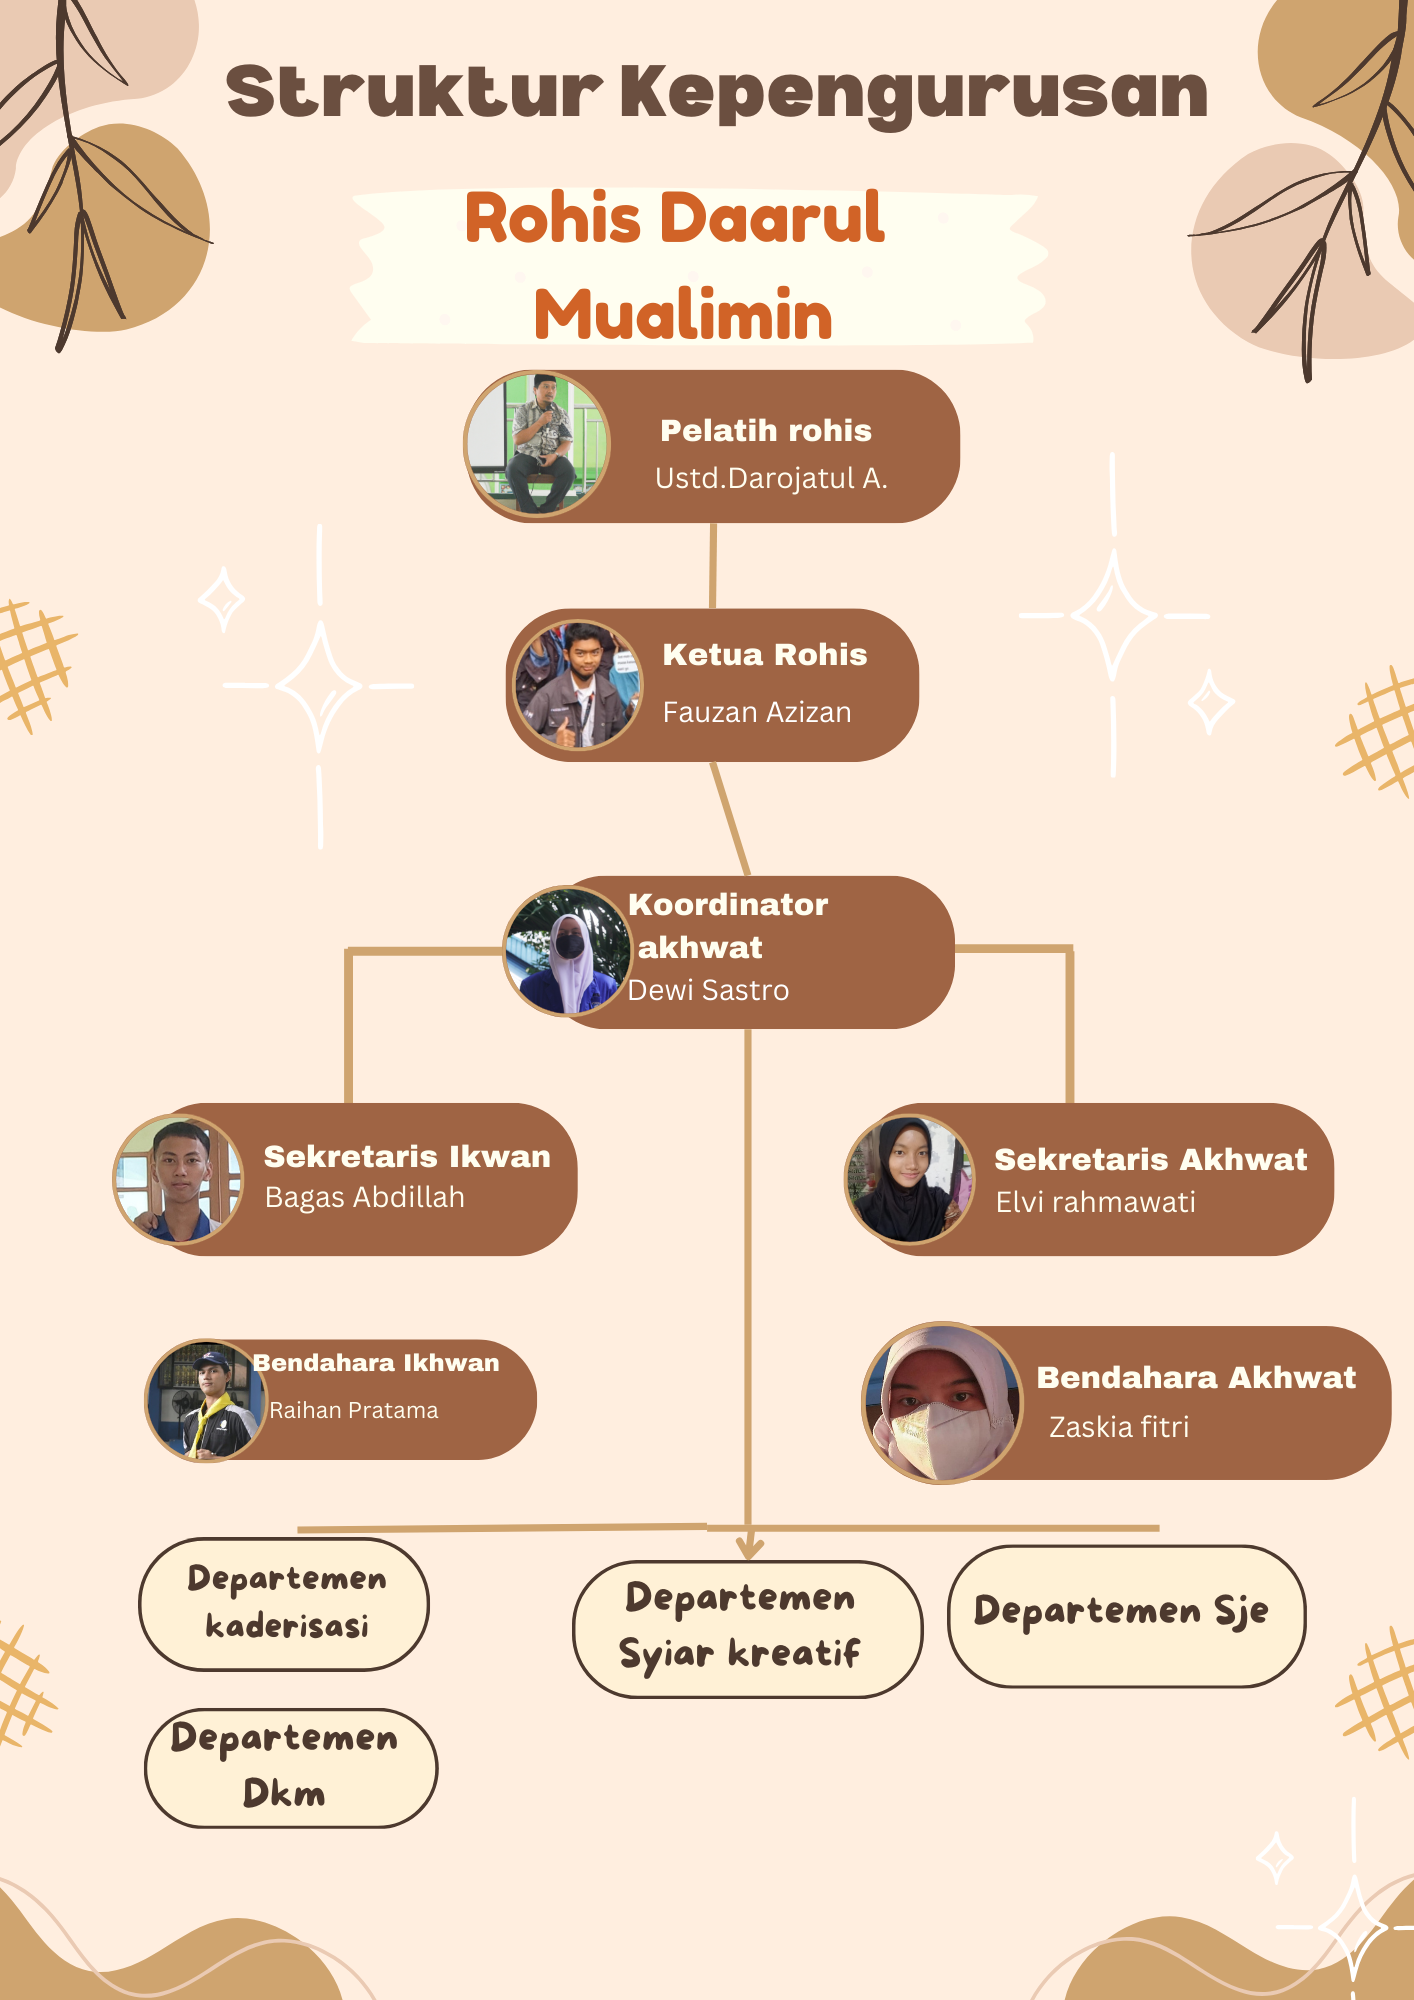 Struktur Kepengurusan
Rohis Daarul
Mualimin
Pelatih rohis
Ustd.Darojatul A.
Ketua Rohis
Fauzan Azizan
Koordinator
akhwat
Dewi Sastro
Sekretaris Ikwan
Bagas Abdillah
Sekretaris Akhwat
Elvi rahmawati
Bendahara Ikhwan
Raihan Pratama
Bendahara Akhwat
Zaskia fitri
Departemen
kaderisasi
Departemen
Syiar kreatif
Departemen Sje
Departemen
Dkm